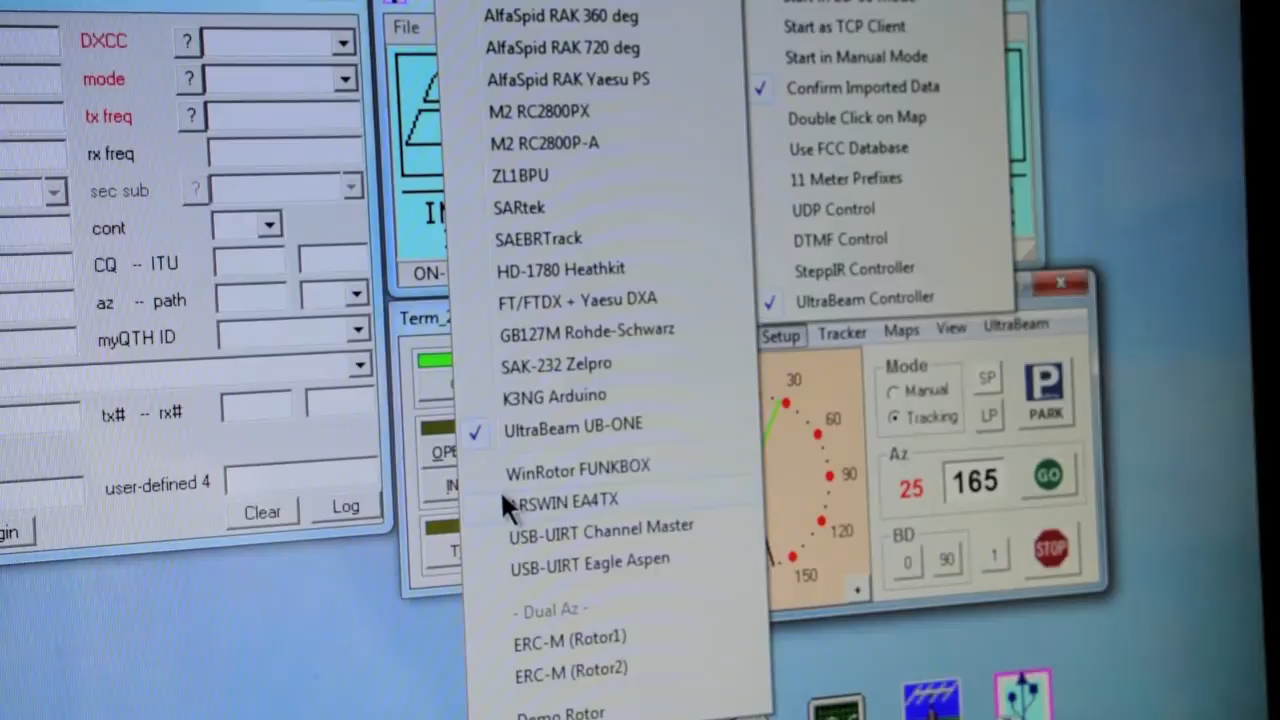 DXCC ?
mode ?
tx freq ?
rx freq
sec sub ?
cont
CQ -- ITU
az -- path
myQTH ID
tx# -- rx#
user-defined 4
Clear Log
File
ON-
Term_
AlfaSpid RAK 360 deg
AlfaSpid RAK 720 deg
AlfaSpid RAK Yaesu PS
M2 RC2800PX
M2 RC2800P-A
ZL1BPU
SARtek
SAEBRTrack
HD-1780 Heathkit
FT/FTDX + Yaesu DXA
GB127M Rohde-Schwarz
SAK-232 Zelpro
K3NG Arduino
UltraBeam UB-ONE
WinRotor FUNKBOX
ARSWIN EA4TX
USB-UIRT Channel Master
USB-UIRT Eagle Aspen
- Dual Az -
ERC-M (Rotor1)
ERC-M (Rotor2)
Demo Rotor
Start as TCP Client
Start in Manual Mode
Confirm Imported Data
Double Click on Map
Use FCC Database
11 Meter Prefixes
UDP Control
DTMF Control
SteppIR Controller
UltraBeam Controller
Setup Tracker Maps View UltraBeam
30
60
90
120
150
+
Mode
Manual
Tracking
SP
LP
P
PARK
Az
25 165 GO
BD
0 90 1 STOP